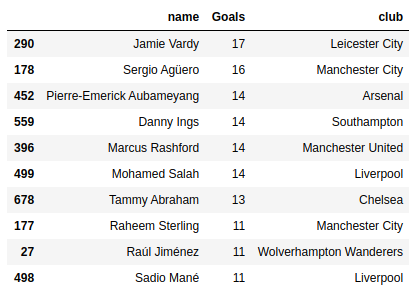 name Goals club
290 Jamie Vardy 17 Leicester City
178 Sergio Agüero 16 Manchester City
452 Pierre-Emerick Aubameyang 14 Arsenal
559 Danny Ings 14 Southampton
396 Marcus Rashford 14 Manchester United
499 Mohamed Salah 14 Liverpool
678 Tammy Abraham 13 Chelsea
177 Raheem Sterling 11 Manchester City
27 Raúl Jiménez 11 Wolverhampton Wanderers
498 Sadio Mané 11 Liverpool